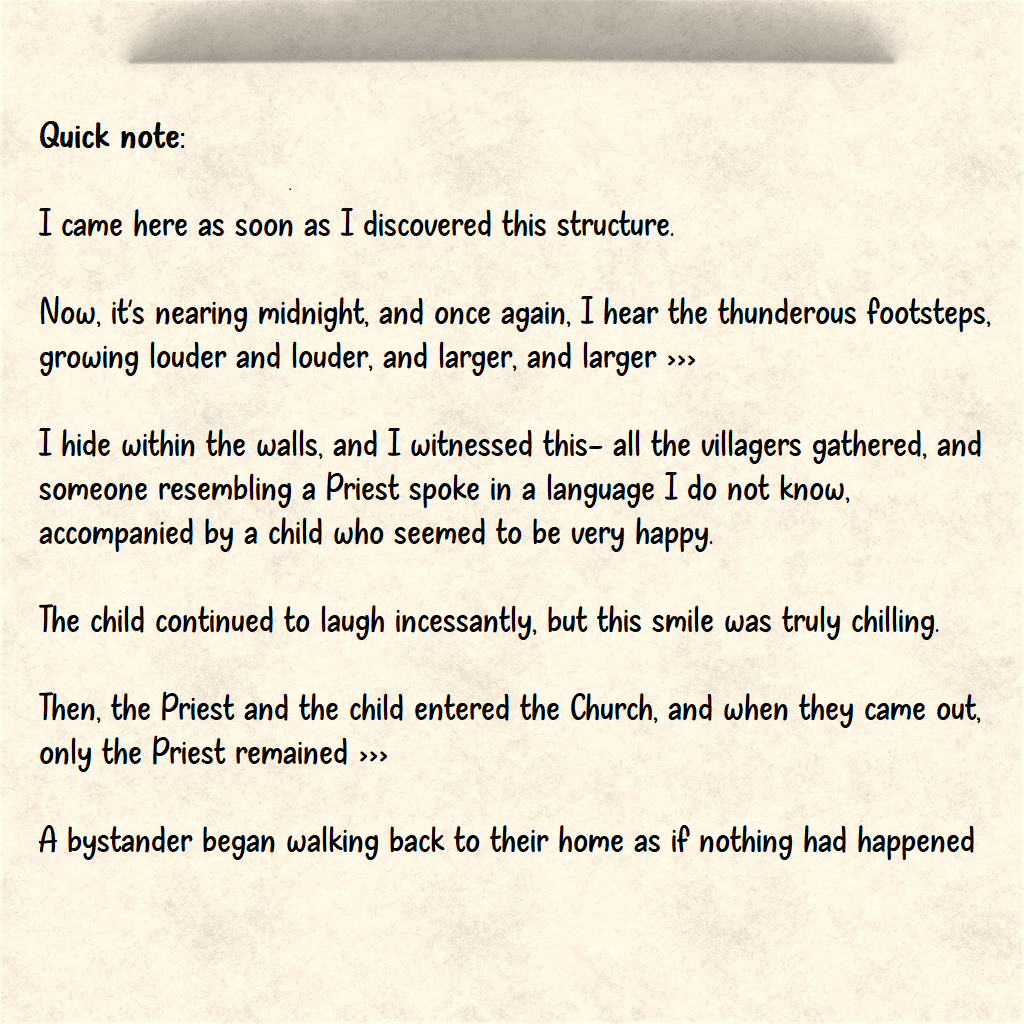 Quick note:
I came here as soon as I discovered this structure.
Now, it's nearing midnight, and once again, I hear the thunderous footsteps,
growing louder and louder, and larger, and larger >>>
I hide within the walls, and I witnessed this- all the villagers gathered, and
someone resembling a Priest spoke in a language I do not know,
accompanied by a child who seemed to be very happy.
The child continued to laugh incessantly, but this smile was truly chilling.
Then, the Priest and the child entered the Church, and when they came out,
only the Priest remained >>>
A bystander began walking back to their home as if nothing had happened